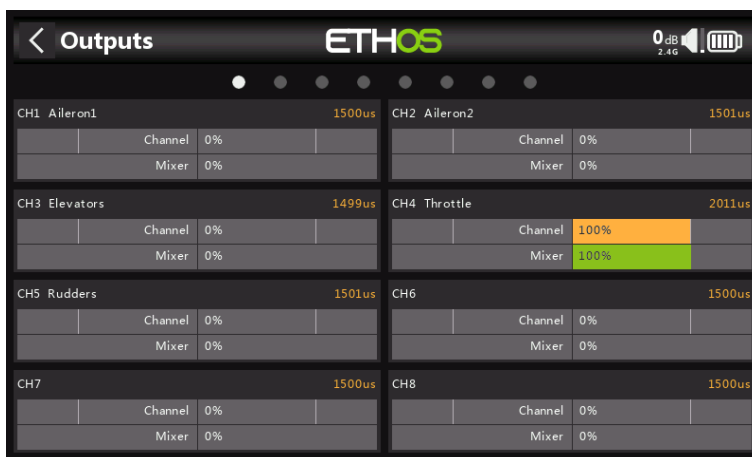 Outputs
ETHOS
0 dB
2.4G
CH1 Aileron1 1500us
Channel 0%
Mixer 0%
CH2 Aileron2 1501us
Channel 0%
Mixer 0%
CH3 Elevators 1499us
Channel 0%
Mixer 0%
CH4 Throttle 2011us
Channel 100%
Mixer 100%
CH5 Rudders 1501us
Channel 0%
Mixer 0%
CH6 1500us
Channel 0%
Mixer 0%
CH7 1500us
Channel 0%
Mixer 0%
CH8 1500us
Channel 0%
Mixer 0%